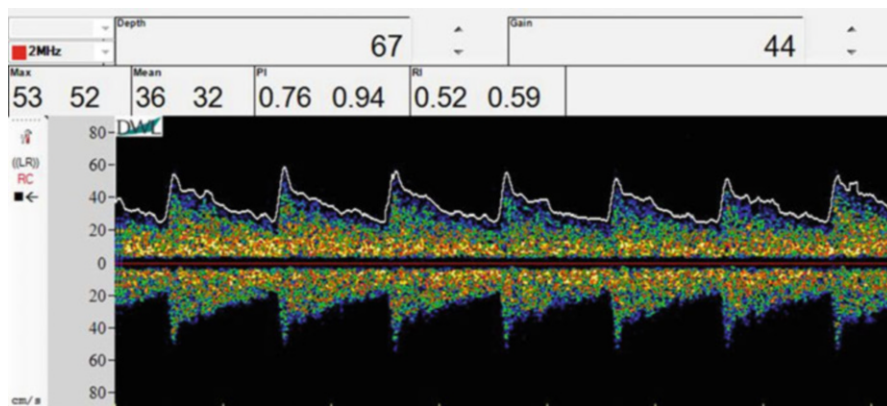 Depth
Gain
2MHz
67
44
Max
Mean
PI
RI
53 52
36 32
0.76 0.94
0.52 0.59
DWL
((LR))
RC
80
60
40
20
0
20
40
60
80
cm/s